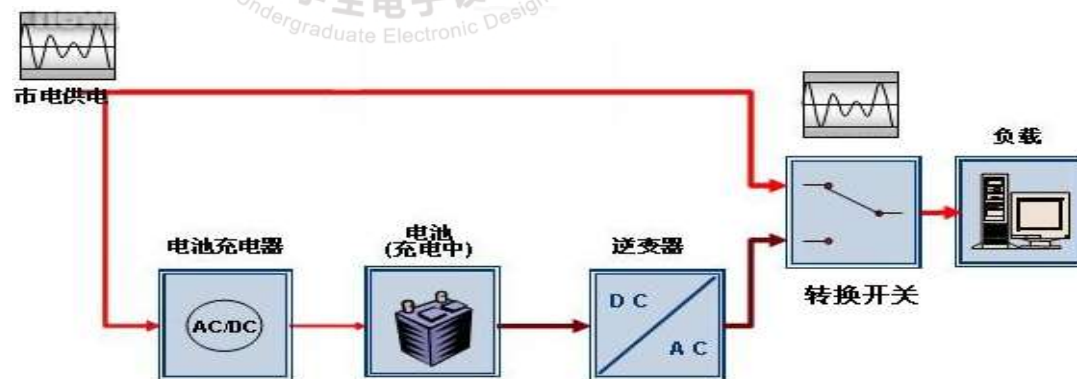 Undergraduate Electronic Design
市电供电
负载
电池充电器
电池
(充电中)
逆变器
转换开关
AC/DC
D C
A C